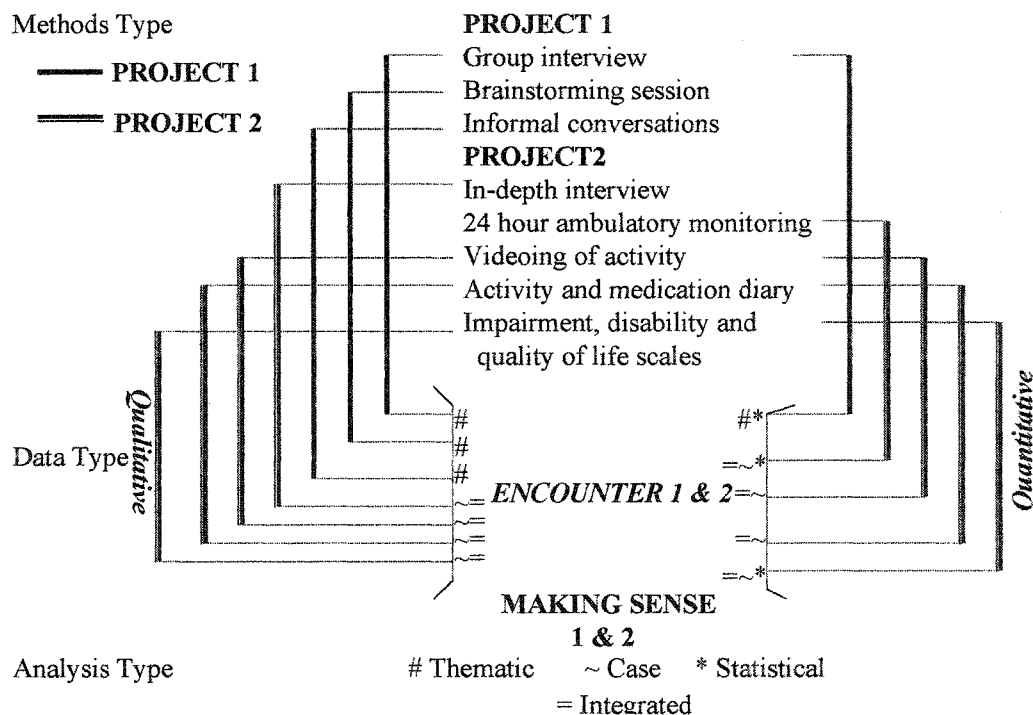 Methods Type
PROJECT 1
PROJECT 2
PROJECT 1
Group interview
Brainstorming session
Informal conversations
PROJECT2
In-depth interview
24 hour ambulatory monitoring
Videoing of activity
Activity and medication diary
Impairment, disability and
quality of life scales
Qualitative
Quantitative
Data Type
#
#
#
~=
~=
~=
~=
ENCOUNTER 1 & 2
#*
=~*
=~
=~
=~*
MAKING SENSE
1 & 2
Analysis Type
# Thematic ~ Case * Statistical
= Integrated